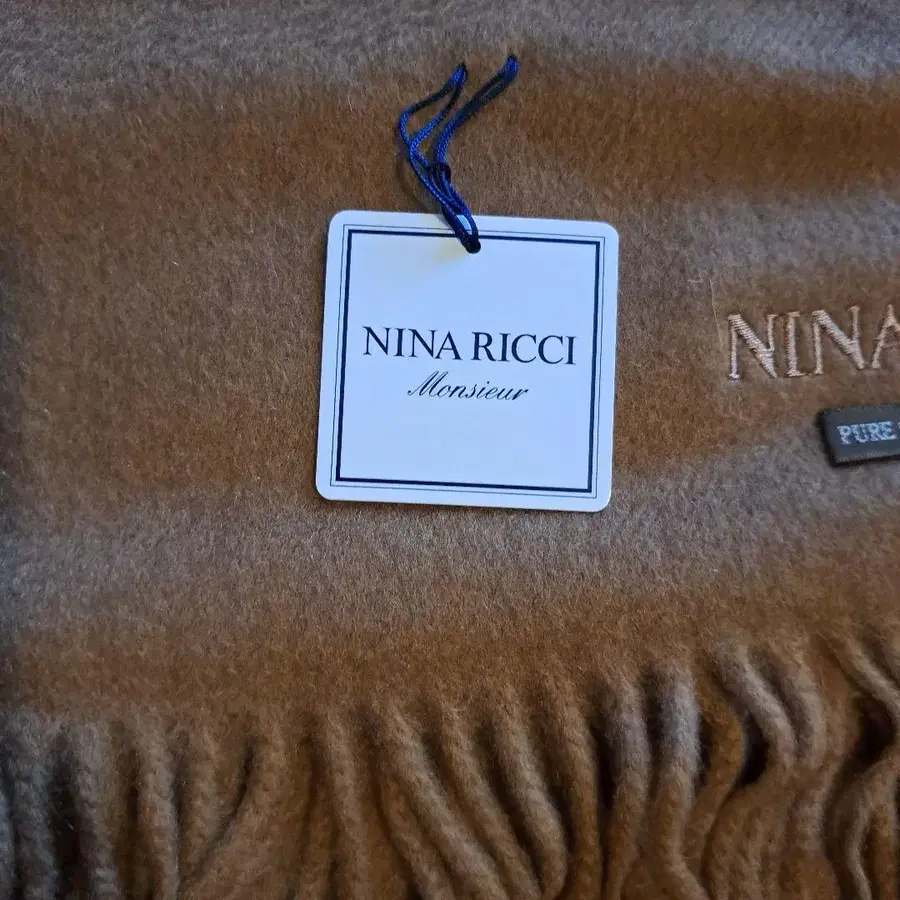 NINA RICCI
Monsieur
NINA
PURE